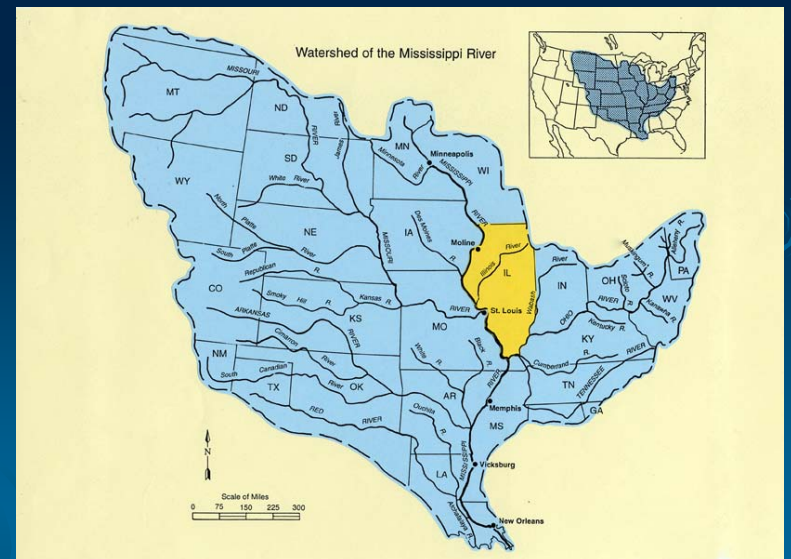 Watershed of the Mississippi River
MISSOURI
MT
ND
RIVER
James
River
MN
Minneapolis
WI
Minnesota
River
MISSISSIPPI
RIVER
SD
White River
WY
North
Platte
South Platte
River
NE
IA
Des Moines
R.
MISSOURI
RIVER
Moline
Illinois River
IL
Wabash
River
IN
OH
Muskingum R.
Allegheny R.
PA
Scioto
RIVER
WV
Kanawha R.
CO
Republican R.
Smoky Hill R.
Kansas R.
KS
ARKANSAS
RIVER
Cimarron
River
St. Louis
MO
OHIO
Kentucky R.
KY
White R.
Black R.
RIVER
Cumberland R.
RIVER
TENNESSEE
TN
GA
NM
TX
South Canadian
River
OK
AR
Memphis
RED
RIVER
Ouachita
R.
MS
MISSISSIPPI
Vicksburg
LA
Atchafalaya R.
New Orleans
N
Scale of Miles
0 75 150 225 300